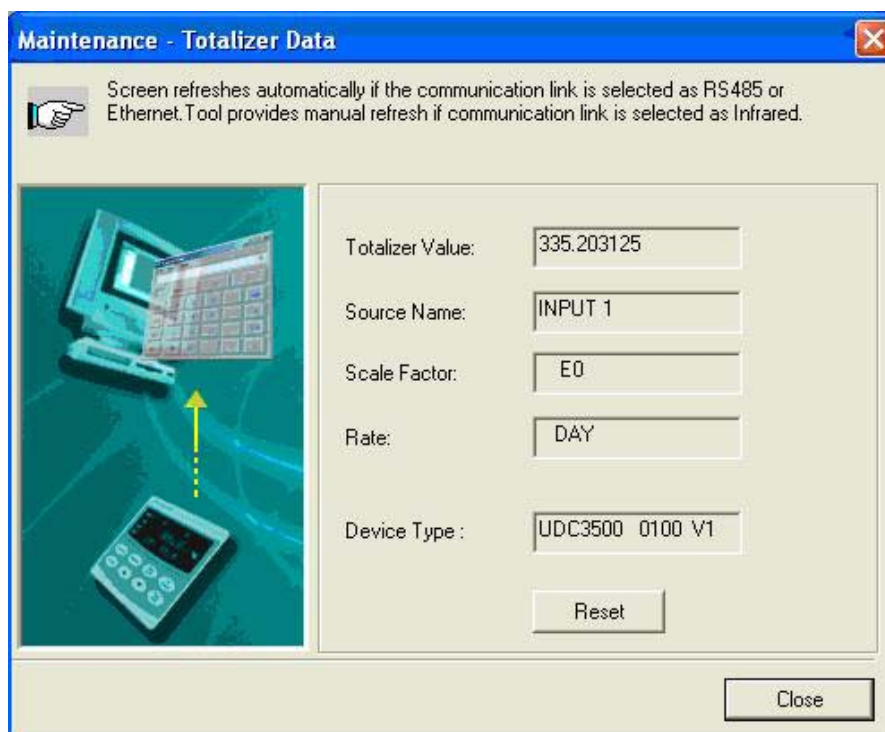 Maintenance - Totalizer Data
Screen refreshes automatically if the communication link is selected as RS485 or
Ethernet.Tool provides manual refresh if communication link is selected as Infrared.
Totalizer Value: 335.203125
Source Name: INPUT 1
Scale Factor: E0
Rate: DAY
Device Type : UDC3500 0100 V1
Reset
Close